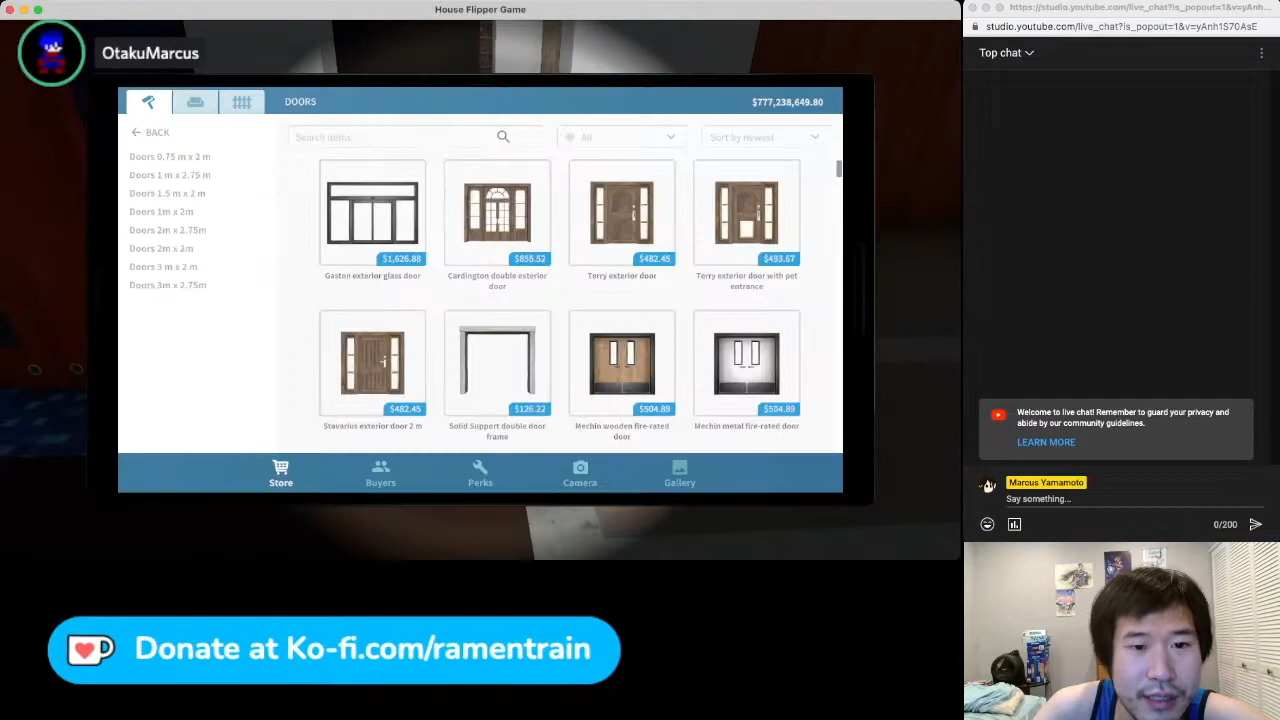 House Flipper Game
https://studio.youtube.com/live_chat?is_popout=1&v=yAnh...
studio.youtube.com/live_chat?is_popout=1&v=yAnh1S70AsE
OtakuMarcus
Top chat
DOORS
$777,238,649.80
BACK
Search items
All
Sort by newest
Doors 0.75 m x 2 m
Doors 1 m x 2.75 m
Doors 1.5 m x 2 m
Doors 1m x 2m
Doors 2m x 2.75m
Doors 2m x 2m
Doors 3 m x 2 m
Doors 3m x 2.75m
$1,626.88
$855.52
$482.45
$493.67
Gaston exterior glass door
Cardington double exterior
door
Terry exterior door
Terry exterior door with pet
entrance
$482.45
$126.22
$504.89
$504.89
Stavarius exterior door 2 m
Solid Support double door
frame
Mechin wooden fire-rated
door
Mechin metal fire-rated door
Store
Buyers
Perks
Camera
Gallery
Welcome to live chat! Remember to guard your privacy and
abide by our community guidelines.
LEARN MORE
Marcus Yamamoto
Say something...
0/200
Donate at Ko-fi.com/ramentrain